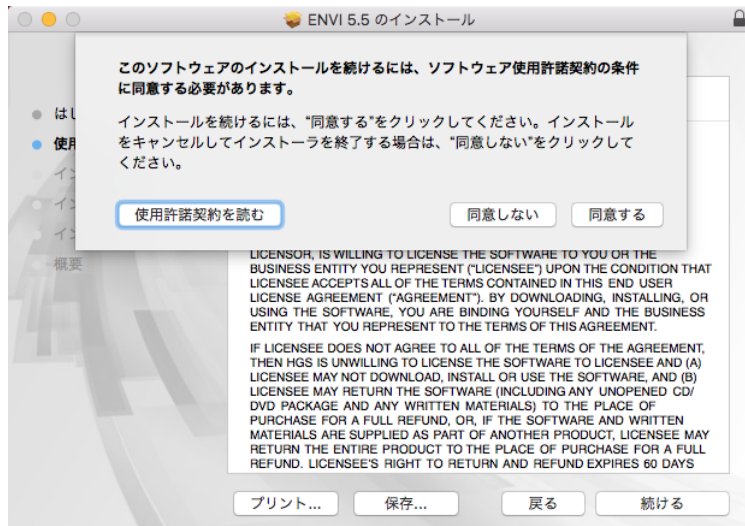 ENVI 5.5 のインストール
このソフトウェアのインストールを続けるには、ソフトウェア使用許諾契約の条件
に同意する必要があります。
インストールを続けるには、“同意する”をクリックしてください。インストール
をキャンセルしてインストーラを終了する場合は、“同意しない”をクリックして
ください。
使用許諾契約を読む
同意しない
同意する
はじ
使用
イン
イン
イン
概要
LICENSOR, IS WILLING TO LICENSE THE SOFTWARE TO YOU OR THE
BUSINESS ENTITY YOU REPRESENT (“LICENSEE”) UPON THE CONDITION THAT
LICENSEE ACCEPTS ALL OF THE TERMS CONTAINED IN THIS END USER
LICENSE AGREEMENT (“AGREEMENT”). BY DOWNLOADING, INSTALLING, OR
USING THE SOFTWARE, YOU ARE BINDING YOURSELF AND THE BUSINESS
ENTITY THAT YOU REPRESENT TO THE TERMS OF THIS AGREEMENT.
IF LICENSEE DOES NOT AGREE TO ALL OF THE TERMS OF THE AGREEMENT,
THEN HGS IS UNWILLING TO LICENSE THE SOFTWARE TO LICENSEE AND (A)
LICENSEE MAY NOT DOWNLOAD, INSTALL OR USE THE SOFTWARE, AND (B)
LICENSEE MAY RETURN THE SOFTWARE (INCLUDING ANY UNOPENED CD/
DVD PACKAGE AND ANY WRITTEN MATERIALS) TO THE PLACE OF
PURCHASE FOR A FULL REFUND, OR, IF THE SOFTWARE AND WRITTEN
MATERIALS ARE SUPPLIED AS PART OF ANOTHER PRODUCT, LICENSEE MAY
RETURN THE ENTIRE PRODUCT TO THE PLACE OF PURCHASE FOR A FULL
REFUND. LICENSEE'S RIGHT TO RETURN AND REFUND EXPIRES 60 DAYS
プリント...
保存...
戻る
続ける